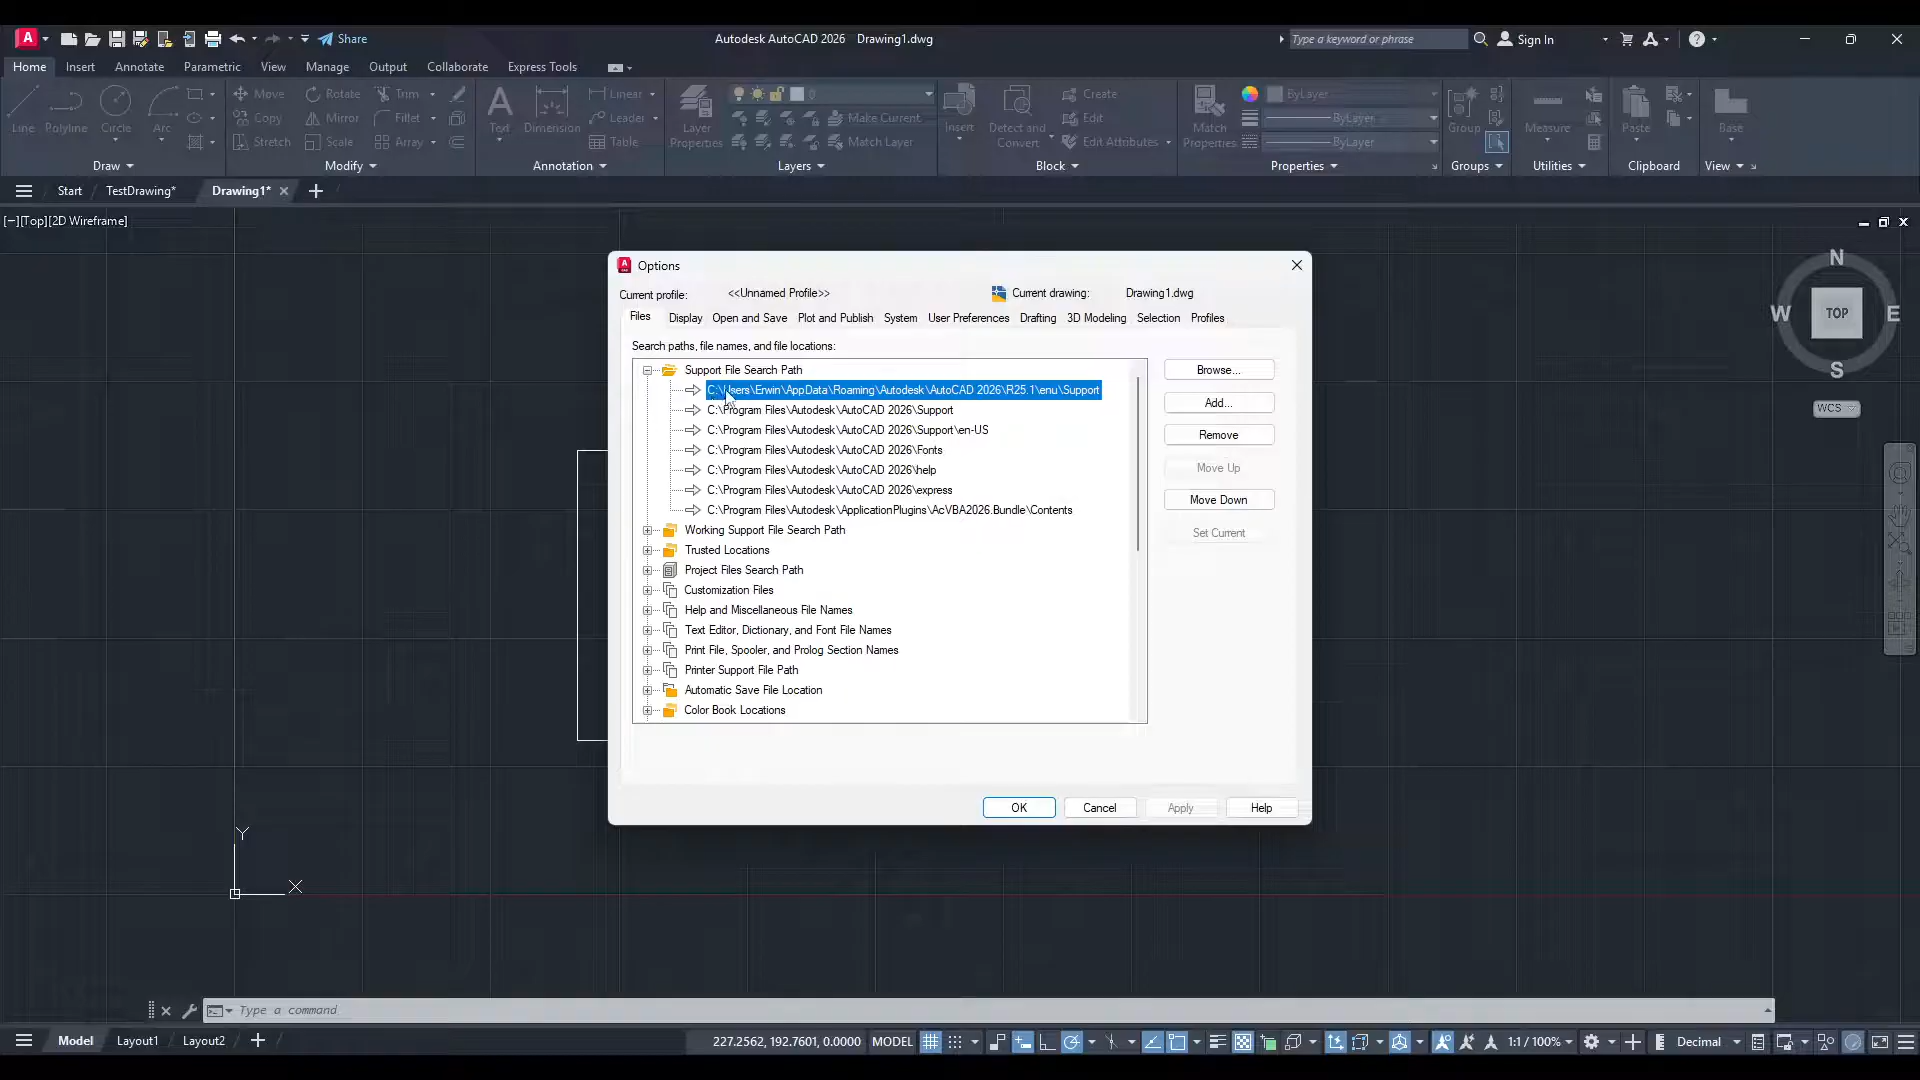 Share
Autodesk AutoCAD 2026 Drawing1.dwg
Type a keyword or phrase
Sign In
Home Insert Annotate Parametric View Manage Output Collaborate Express Tools
Line
Polyline
Circle
Arc
Draw
Move
Copy
Stretch
Rotate
Mirror
Scale
Trim
Fillet
Array
Modify
Text
Dimension
Linear
Leader
Table
Annotation
Layer
Properties
0
Make Current
Match Layer
Layers
Insert
Detect and
Convert
Create
Edit
Edit Attributes
Block
Match
Properties
ByLayer
ByLayer
ByLayer
Properties
Group
Groups
Measure
Utilities
Paste
Clipboard
Base
View
Start TestDrawing* Drawing1*
[−][Top][2D Wireframe]
N
W TOP E
S
WCS
A
Options
Current profile: <<Unnamed Profile>> Current drawing: Drawing1.dwg
Files Display Open and Save Plot and Publish System User Preferences Drafting 3D Modeling Selection Profiles
Search paths, file names, and file locations:
Support File Search Path
C:\Users\Erwin\AppData\Roaming\Autodesk\AutoCAD 2026\R25.1\enu\Support
C:\Program Files\Autodesk\AutoCAD 2026\Support
C:\Program Files\Autodesk\AutoCAD 2026\Support\en-US
C:\Program Files\Autodesk\AutoCAD 2026\Fonts
C:\Program Files\Autodesk\AutoCAD 2026\help
C:\Program Files\Autodesk\AutoCAD 2026\express
C:\Program Files\Autodesk\ApplicationPlugins\AcVBA2026.Bundle\Contents
Working Support File Search Path
Trusted Locations
Project Files Search Path
Customization Files
Help and Miscellaneous File Names
Text Editor, Dictionary, and Font File Names
Print File, Spooler, and Prolog Section Names
Printer Support File Path
Automatic Save File Location
Color Book Locations
Browse...
Add...
Remove
Move Up
Move Down
Set Current
OK Cancel Apply Help
Y
X
Type a command
Model Layout1 Layout2
227.2562, 192.7601, 0.0000 MODEL
1:1 / 100%
Decimal